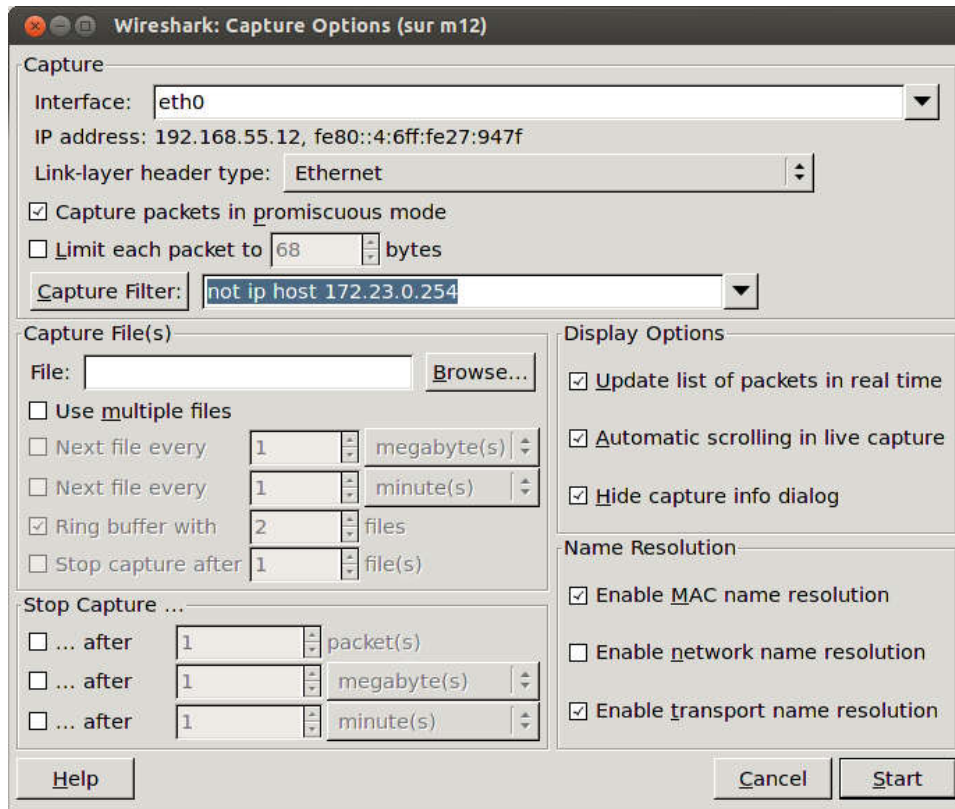 Wireshark: Capture Options (sur m12)
Capture
Interface: eth0
IP address: 192.168.55.12, fe80::4:6ff:fe27:947f
Link-layer header type: Ethernet
Capture packets in promiscuous mode
Limit each packet to 68 bytes
Capture Filter: not ip host 172.23.0.254
Capture File(s)
File: Browse...
Use multiple files
Next file every 1 megabyte(s)
Next file every 1 minute(s)
Ring buffer with 2 files
Stop capture after 1 file(s)
Stop Capture ...
... after 1 packet(s)
... after 1 megabyte(s)
... after 1 minute(s)
Display Options
Update list of packets in real time
Automatic scrolling in live capture
Hide capture info dialog
Name Resolution
Enable MAC name resolution
Enable network name resolution
Enable transport name resolution
Help Cancel Start